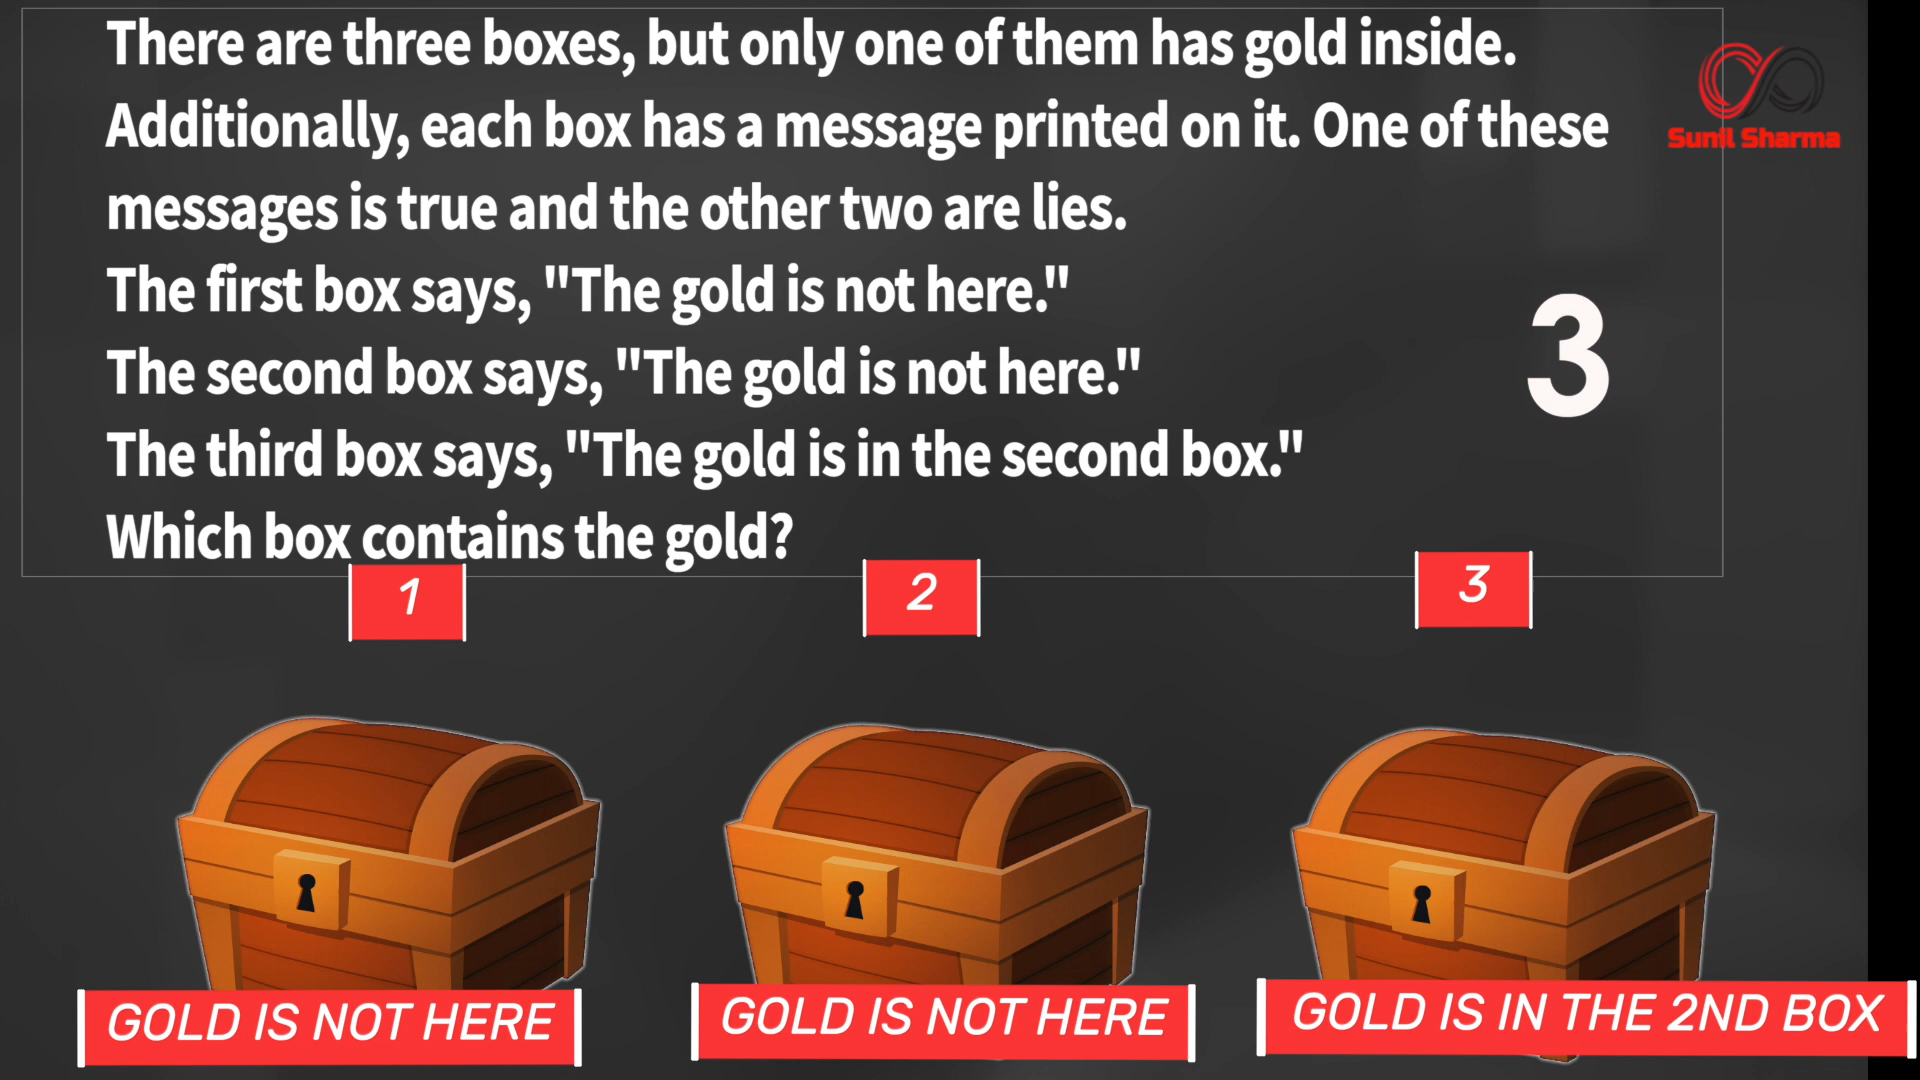 There are three boxes, but only one of them has gold inside.
Additionally, each box has a message printed on it. One of these
messages is true and the other two are lies.
The first box says, "The gold is not here."
The second box says, "The gold is not here."
The third box says, "The gold is in the second box."
Which box contains the gold?
Sunil Sharma
3
1
2
3
GOLD IS NOT HERE
GOLD IS NOT HERE
GOLD IS IN THE 2ND BOX